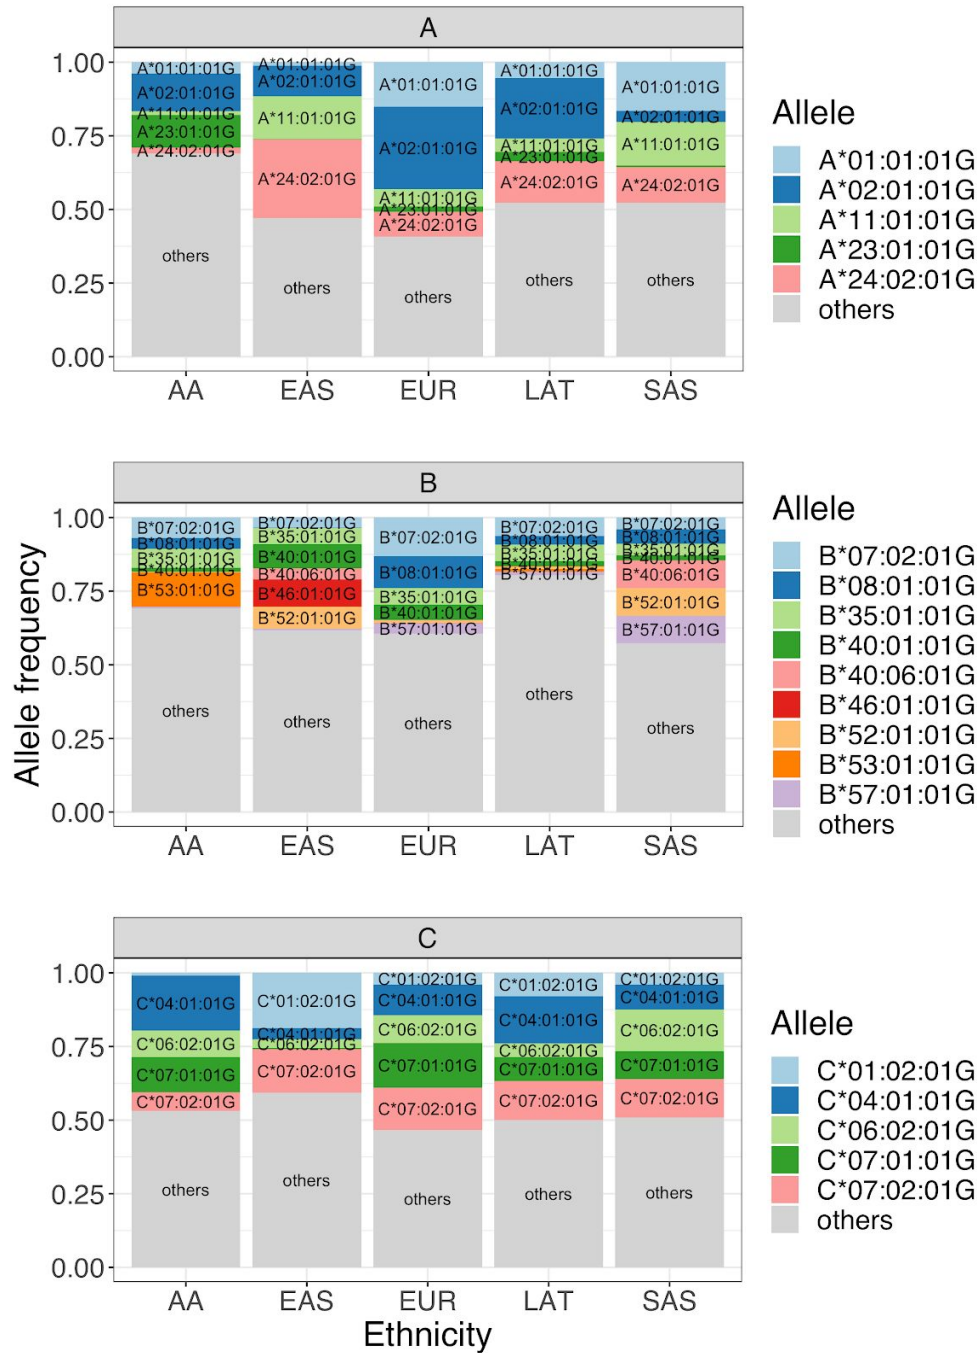 A
1.00
0.75
0.50
0.25
0.00
A*01:01:01G
A*02:01:01G
A*11:01:01G
A*23:01:01G
A*24:02:01G
others
A*01:01:01G
A*02:01:01G
A*11:01:01G
A*24:02:01G
others
A*01:01:01G
A*02:01:01G
A*11:01:01G
A*23:01:01G
A*24:02:01G
others
A*01:01:01G
A*02:01:01G
A*11:01:01G
A*23:01:01G
A*24:02:01G
others
A*01:01:01G
A*02:01:01G
A*11:01:01G
A*24:02:01G
others
AA EAS EUR LAT SAS
Allele
A*01:01:01G
A*02:01:01G
A*11:01:01G
A*23:01:01G
A*24:02:01G
others
B
Allele frequency
1.00
0.75
0.50
0.25
0.00
B*07:02:01G
B*08:01:01G
B*35:01:01G
B*40:01:01G
B*53:01:01G
others
B*07:02:01G
B*35:01:01G
B*40:01:01G
B*40:06:01G
B*46:01:01G
B*52:01:01G
others
B*07:02:01G
B*08:01:01G
B*35:01:01G
B*40:01:01G
B*57:01:01G
others
B*07:02:01G
B*08:01:01G
B*35:01:01G
B*40:01:01G
B*57:01:01G
others
B*07:02:01G
B*08:01:01G
B*35:01:01G
B*40:01:01G
B*40:06:01G
B*52:01:01G
B*57:01:01G
others
AA EAS EUR LAT SAS
Allele
B*07:02:01G
B*08:01:01G
B*35:01:01G
B*40:01:01G
B*40:06:01G
B*46:01:01G
B*52:01:01G
B*53:01:01G
B*57:01:01G
others
C
1.00
0.75
0.50
0.25
0.00
C*04:01:01G
C*06:02:01G
C*07:01:01G
C*07:02:01G
others
C*01:02:01G
C*04:01:01G
C*06:02:01G
C*07:02:01G
others
C*01:02:01G
C*04:01:01G
C*06:02:01G
C*07:01:01G
C*07:02:01G
others
C*01:02:01G
C*04:01:01G
C*06:02:01G
C*07:01:01G
C*07:02:01G
others
C*01:02:01G
C*04:01:01G
C*06:02:01G
C*07:01:01G
C*07:02:01G
others
AA EAS EUR LAT SAS
Ethnicity
Allele
C*01:02:01G
C*04:01:01G
C*06:02:01G
C*07:01:01G
C*07:02:01G
others